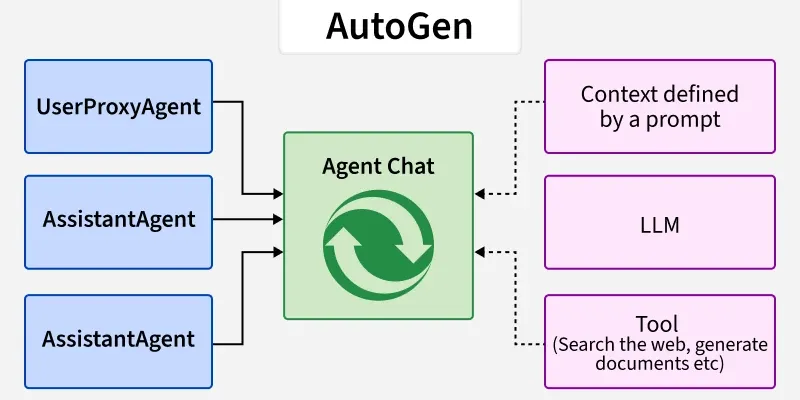 AutoGen
UserProxyAgent
AssistantAgent
AssistantAgent
Agent Chat
Context defined
by a prompt
LLM
Tool
(Search the web, generate
documents etc)